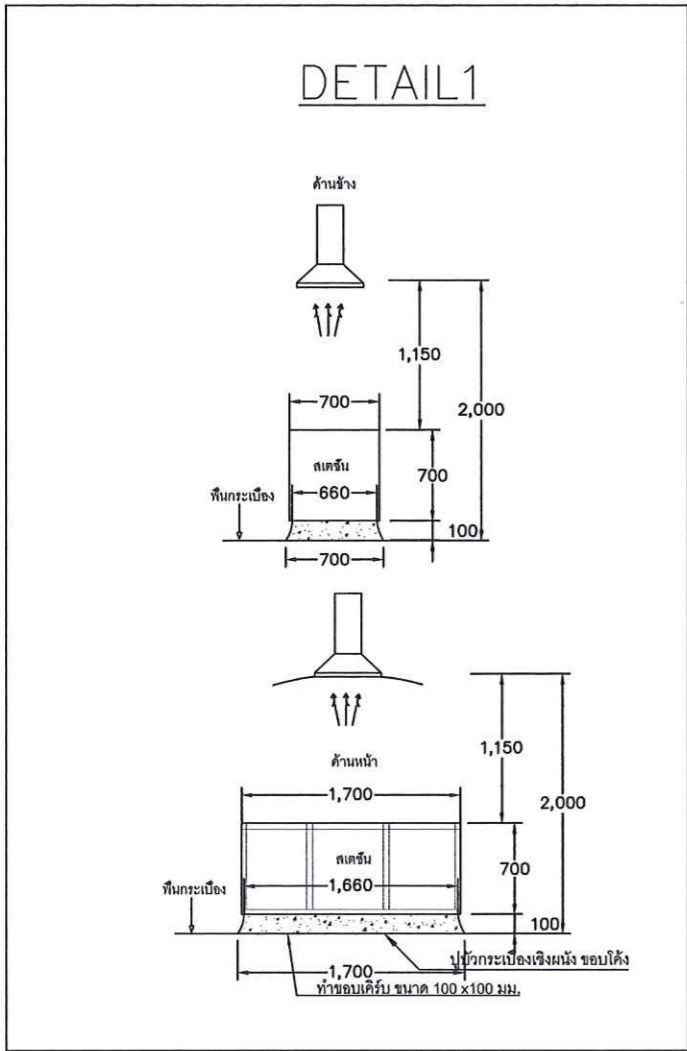 DETAIL1
ด้านข้าง
1,150
700
2,000
สเตชั่น
700
พื้นกระเบื้อง
660
100
700
ด้านหน้า
1,150
1,700
2,000
สเตชั่น
700
พื้นกระเบื้อง
1,660
100
ปูบัวกระเบื้องเชิงผนัง ขอบโค้ง
1,700
ทำขอบเคิร์บ ขนาด 100 x100 มม.